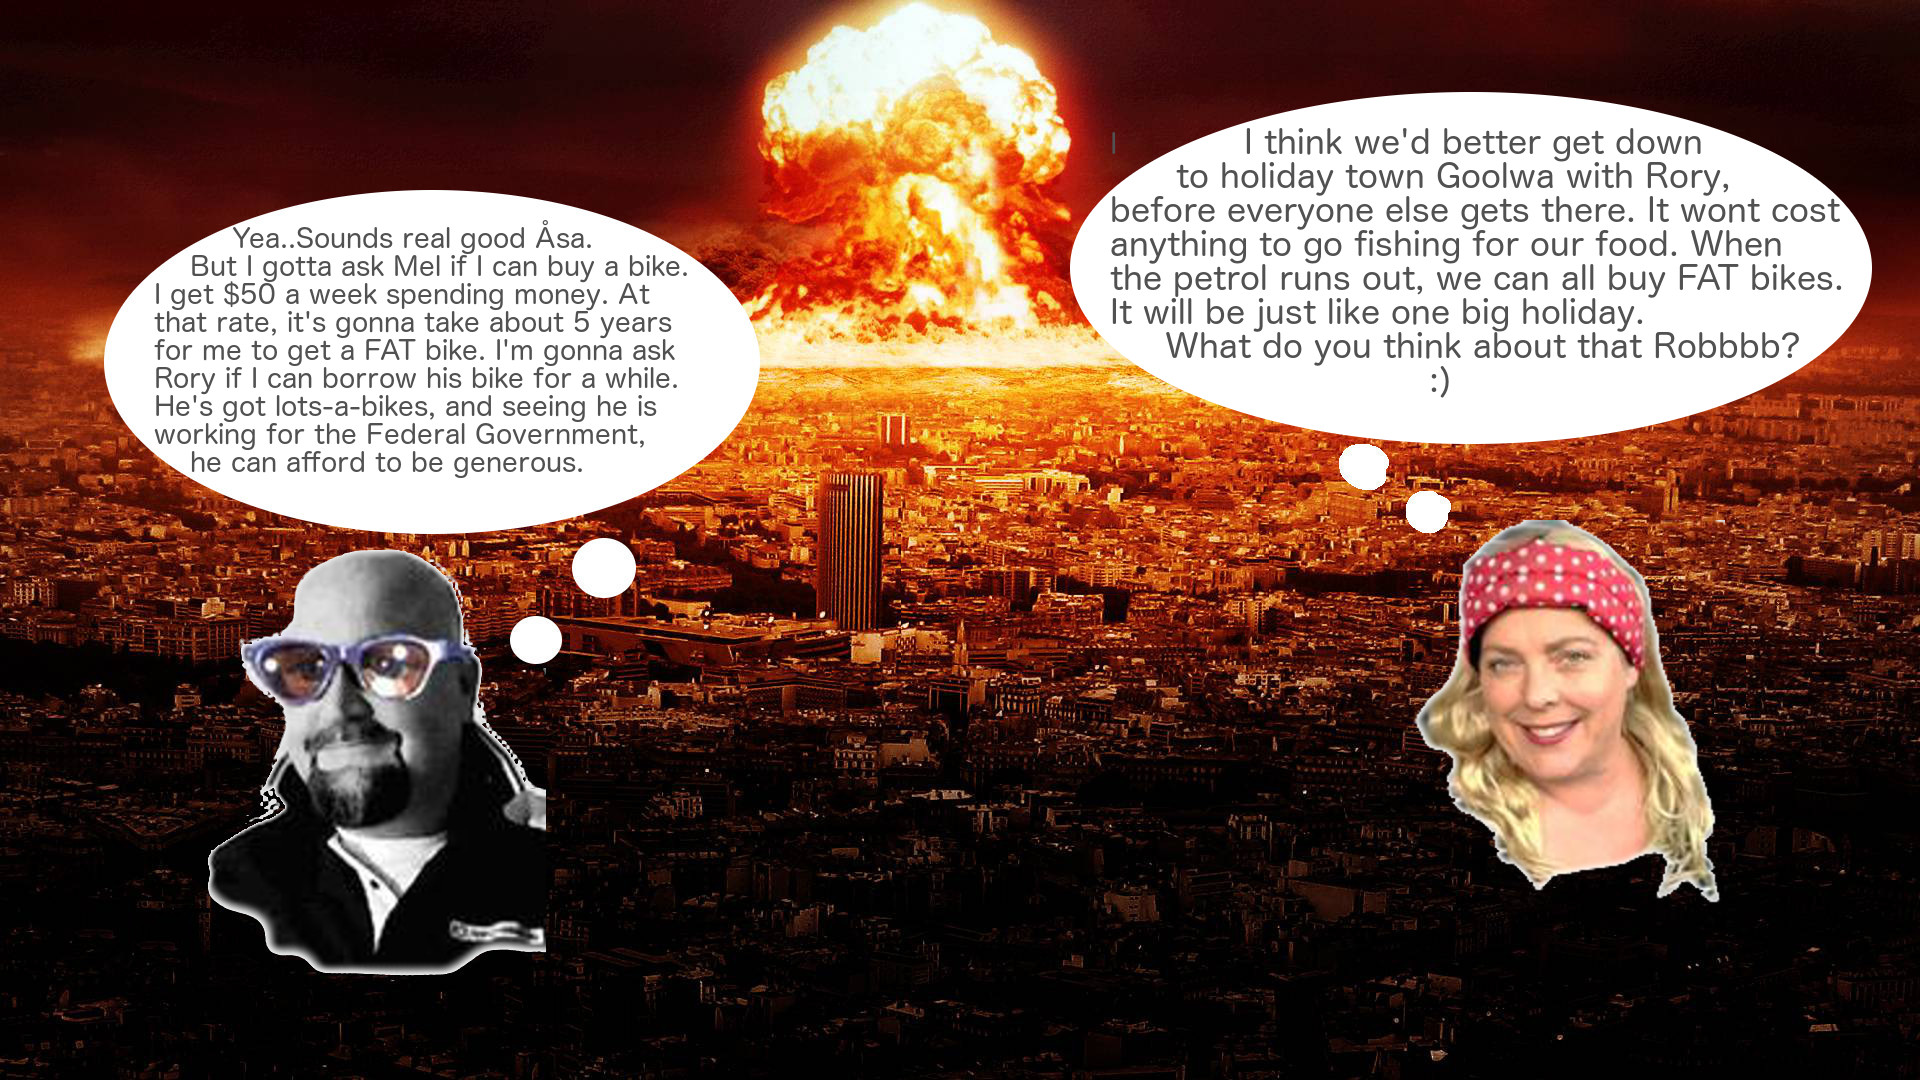 Yea..Sounds real good Åsa.
But I gotta ask Mel if I can buy a bike.
I get $50 a week spending money. At
that rate, it's gonna take about 5 years
for me to get a FAT bike. I'm gonna ask
Rory if I can borrow his bike for a while.
He's got lots-a-bikes, and seeing he is
working for the Federal Government,
he can afford to be generous.
I think we'd better get down
to holiday town Goolwa with Rory,
before everyone else gets there. It wont cost
anything to go fishing for our food. When
the petrol runs out, we can all buy FAT bikes.
It will be just like one big holiday.
What do you think about that Robbbb?
:)